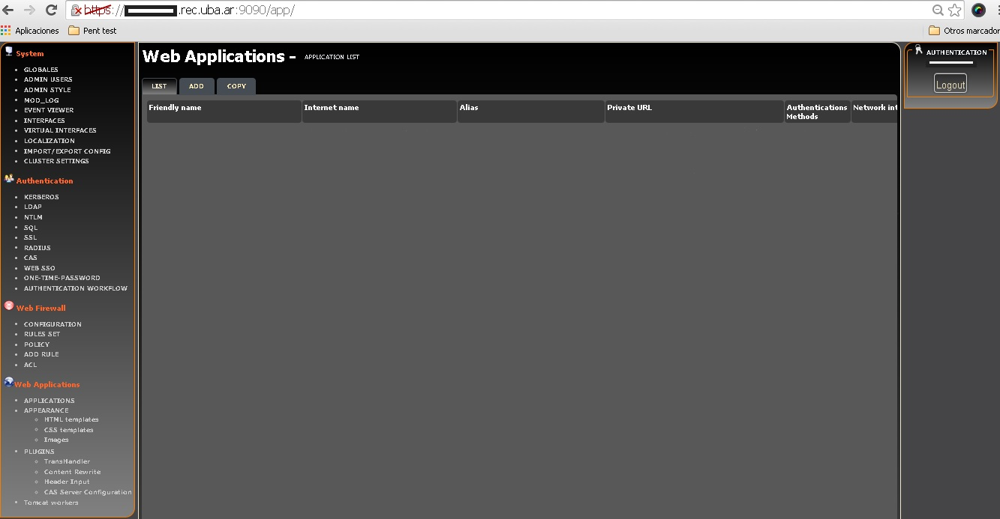 https://.rec.uba.ar:9090/app/
Aplicaciones
Pent test
Otros marcador
System
GLOBALES
ADMIN USERS
ADMIN STYLE
MOD_LOG
EVENT VIEWER
INTERFACES
VIRTUAL INTERFACES
LOCALIZATION
IMPORT/EXPORT CONFIG
CLUSTER SETTINGS
Authentication
KERBEROS
LDAP
NTLM
SQL
SSL
RADIUS
CAS
WEB SSO
ONE-TIME-PASSWORD
AUTHENTICATION WORKFLOW
Web Firewall
CONFIGURATION
RULES SET
POLICY
ADD RULE
ACL
Web Applications
APPLICATIONS
APPEARANCE
HTML templates
CSS templates
Images
PLUGINS
TransHandler
Content Rewrite
Header Input
CAS Server Configuration
Tomcat workers
Web Applications - APPLICATION LIST
LIST
ADD
COPY
Friendly name
Internet name
Alias
Private URL
Authentications
Methods
Network int
AUTHENTICATION
Logout